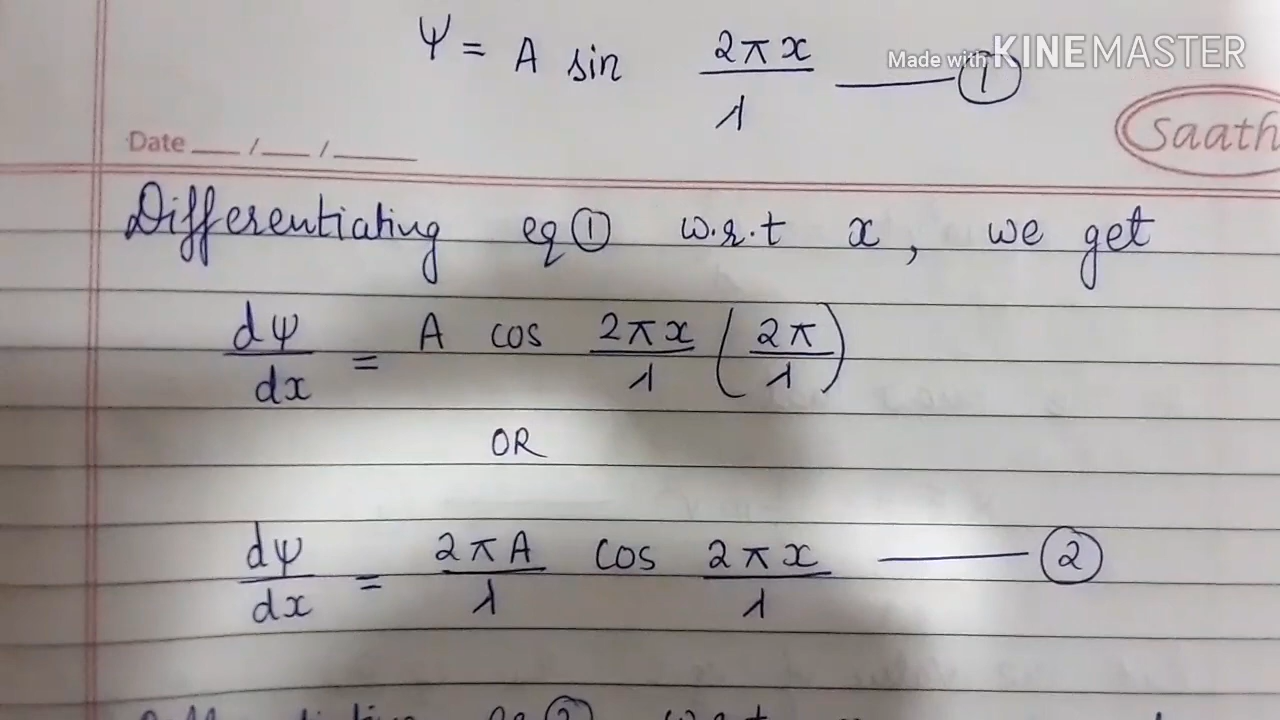 Ψ = A sin 2πx/λ —— ①
Made with KINEMASTER
Date ___ / ___ / _____
Saath
Differentiating eq ① w.r.t x, we get
dψ/dx = A cos 2πx/λ (2π/λ)
OR
dψ/dx = 2πA/λ cos 2πx/λ —— ②